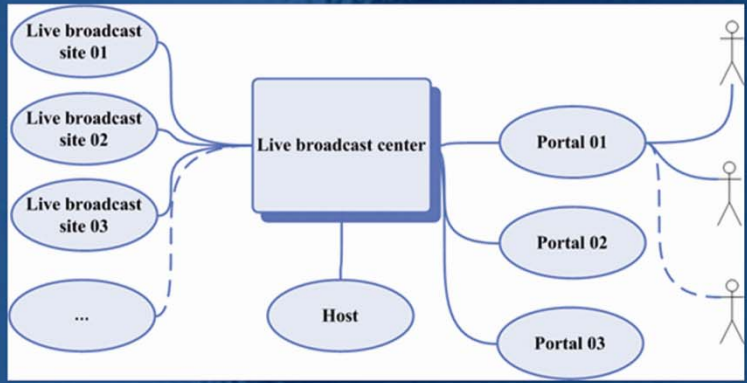 Live broadcast
site 01
Live broadcast
site 02
Live broadcast
site 03
...
Live broadcast center
Host
Portal 01
Portal 02
Portal 03